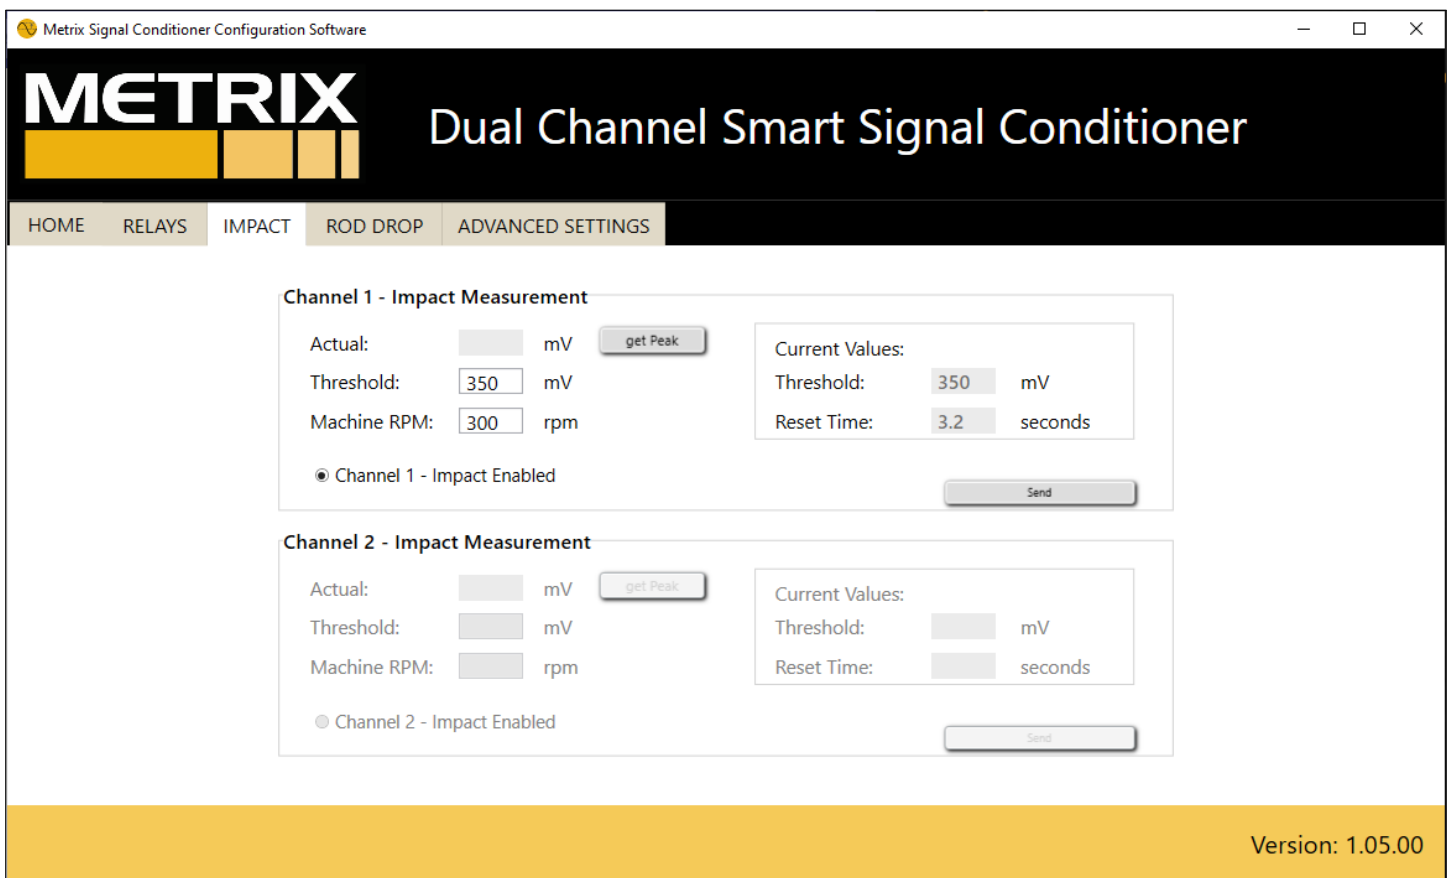 Metrix Signal Conditioner Configuration Software
METRIX
Dual Channel Smart Signal Conditioner
HOME RELAYS IMPACT ROD DROP ADVANCED SETTINGS
Channel 1 - Impact Measurement
Actual: mV get Peak
Threshold: 350 mV
Machine RPM: 300 rpm
Channel 1 - Impact Enabled
Current Values:
Threshold: 350 mV
Reset Time: 3.2 seconds
Send
Channel 2 - Impact Measurement
Actual: mV get Peak
Threshold: mV
Machine RPM: rpm
Channel 2 - Impact Enabled
Current Values:
Threshold: mV
Reset Time: seconds
Send
Version: 1.05.00